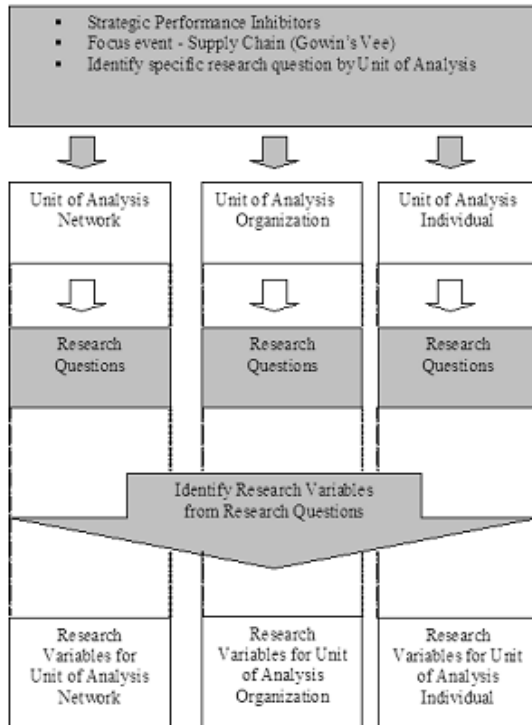 ▪ Strategic Performance Inhibitors
▪ Focus event - Supply Chain (Gowin's Vee)
▪ Identify specific research question by Unit of Analysis
Unit of Analysis
Network
Unit of Analysis
Organization
Unit of Analysis
Individual
Research
Questions
Research
Questions
Research
Questions
Identify Research Variables
from Research Questions
Research
Variables for
Unit of Analysis
Network
Research
Variables for Unit
of Analysis
Organization
Research
Variables for Unit
of Analysis
Individual